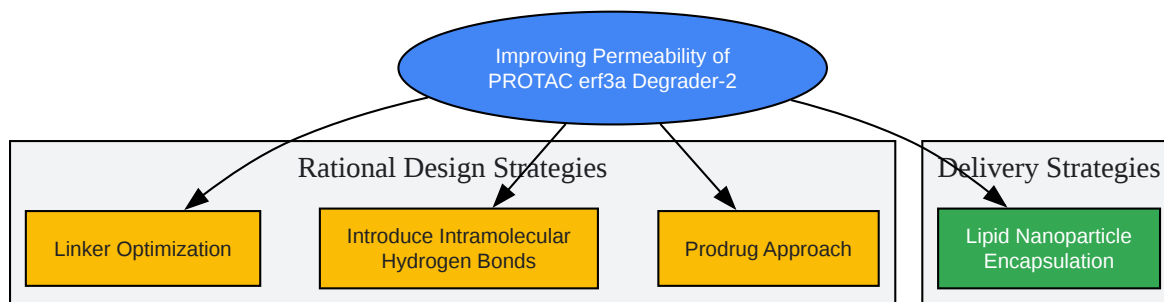 Improving Permeability of
PROTAC erf3a Degrader-2
Rational Design Strategies
Delivery Strategies
Linker Optimization
Introduce Intramolecular
Hydrogen Bonds
Prodrug Approach
Lipid Nanoparticle
Encapsulation